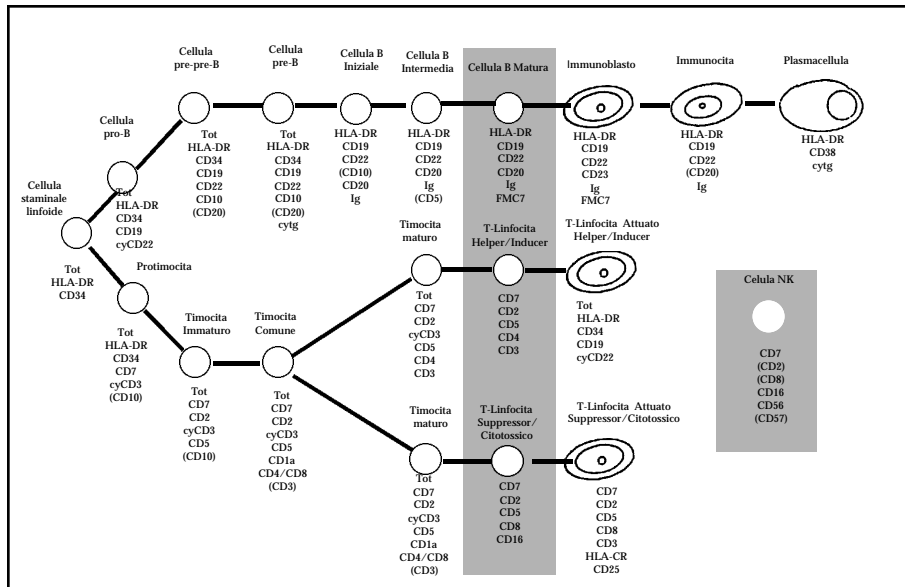 Cellula
pre-pre-B
Tot
HLA-DR
CD34
CD19
CD22
CD10
(CD20)
Cellula
pre-B
Tot
HLA-DR
CD34
CD19
CD22
CD10
(CD20)
cytg
Cellula B
Iniziale
HLA-DR
CD19
CD22
(CD10)
CD20
Ig
Cellula B
Intermedia
HLA-DR
CD19
CD22
CD20
Ig
(CD5)
Cellula B Matura
HLA-DR
CD19
CD22
CD20
Ig
FMC7
Immunoblasto
HLA-DR
CD19
CD22
CD23
Ig
FMC7
Immunocita
HLA-DR
CD19
CD22
(CD20)
Ig
Plasmacellula
HLA-DR
CD38
cytg
Cellula
pro-B
Tot
HLA-DR
CD34
CD19
cyCD22
Cellula
staminale
linfoide
Tot
HLA-DR
CD34
Protimocita
Tot
HLA-DR
CD34
CD7
cyCD3
(CD10)
Timocita
Immaturo
Tot
CD7
CD2
cyCD3
CD5
(CD10)
Timocita
Comune
Tot
CD7
CD2
cyCD3
CD5
CD1a
CD4/CD8
(CD3)
Timocita
maturo
Tot
CD7
CD2
cyCD3
CD5
CD4
CD3
T-Linfocita
Helper/Inducer
CD7
CD2
CD5
CD4
CD3
T-Linfocita Attuato
Helper/Inducer
Tot
HLA-DR
CD34
CD19
cyCD22
Timocita
maturo
Tot
CD7
CD2
cyCD3
CD5
CD1a
CD4/CD8
(CD3)
T-Linfocita
Suppressor/
Citotossico
CD7
CD2
CD5
CD8
CD16
T-Linfocita Attuato
Suppressor/Citotossico
CD7
CD2
CD5
CD8
CD3
HLA-CR
CD25
Celula NK
CD7
(CD2)
(CD8)
CD16
CD56
(CD57)